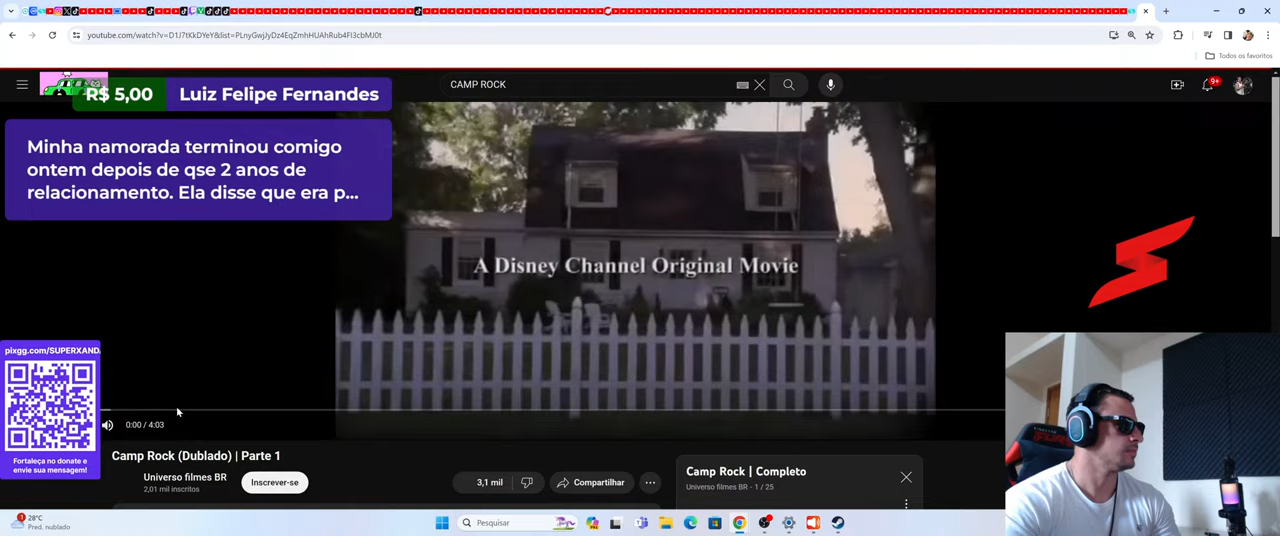 youtube.com/watch?v=D1J7tKkDYeY&list=PLnyGwjJyDz4EqZmhHUAhRub4FI3cbMJ0t
Todos os favoritos
CAMP ROCK
9+
R$ 5,00
Luiz Felipe Fernandes
Minha namorada terminou comigo
ontem depois de qse 2 anos de
relacionamento. Ela disse que era p...
A Disney Channel Original Movie
pixgg.com/SUPERXAND
Fortaleça no donate e
envie sua mensagem!
0:00 / 4:03
Camp Rock (Dublado) | Parte 1
Universo filmes BR
2,01 mil inscritos
Inscrever-se
3,1 mil
Compartilhar
Camp Rock | Completo
Universo filmes BR - 1 / 25
1
28°C
Pred. nublado
Pesquisar